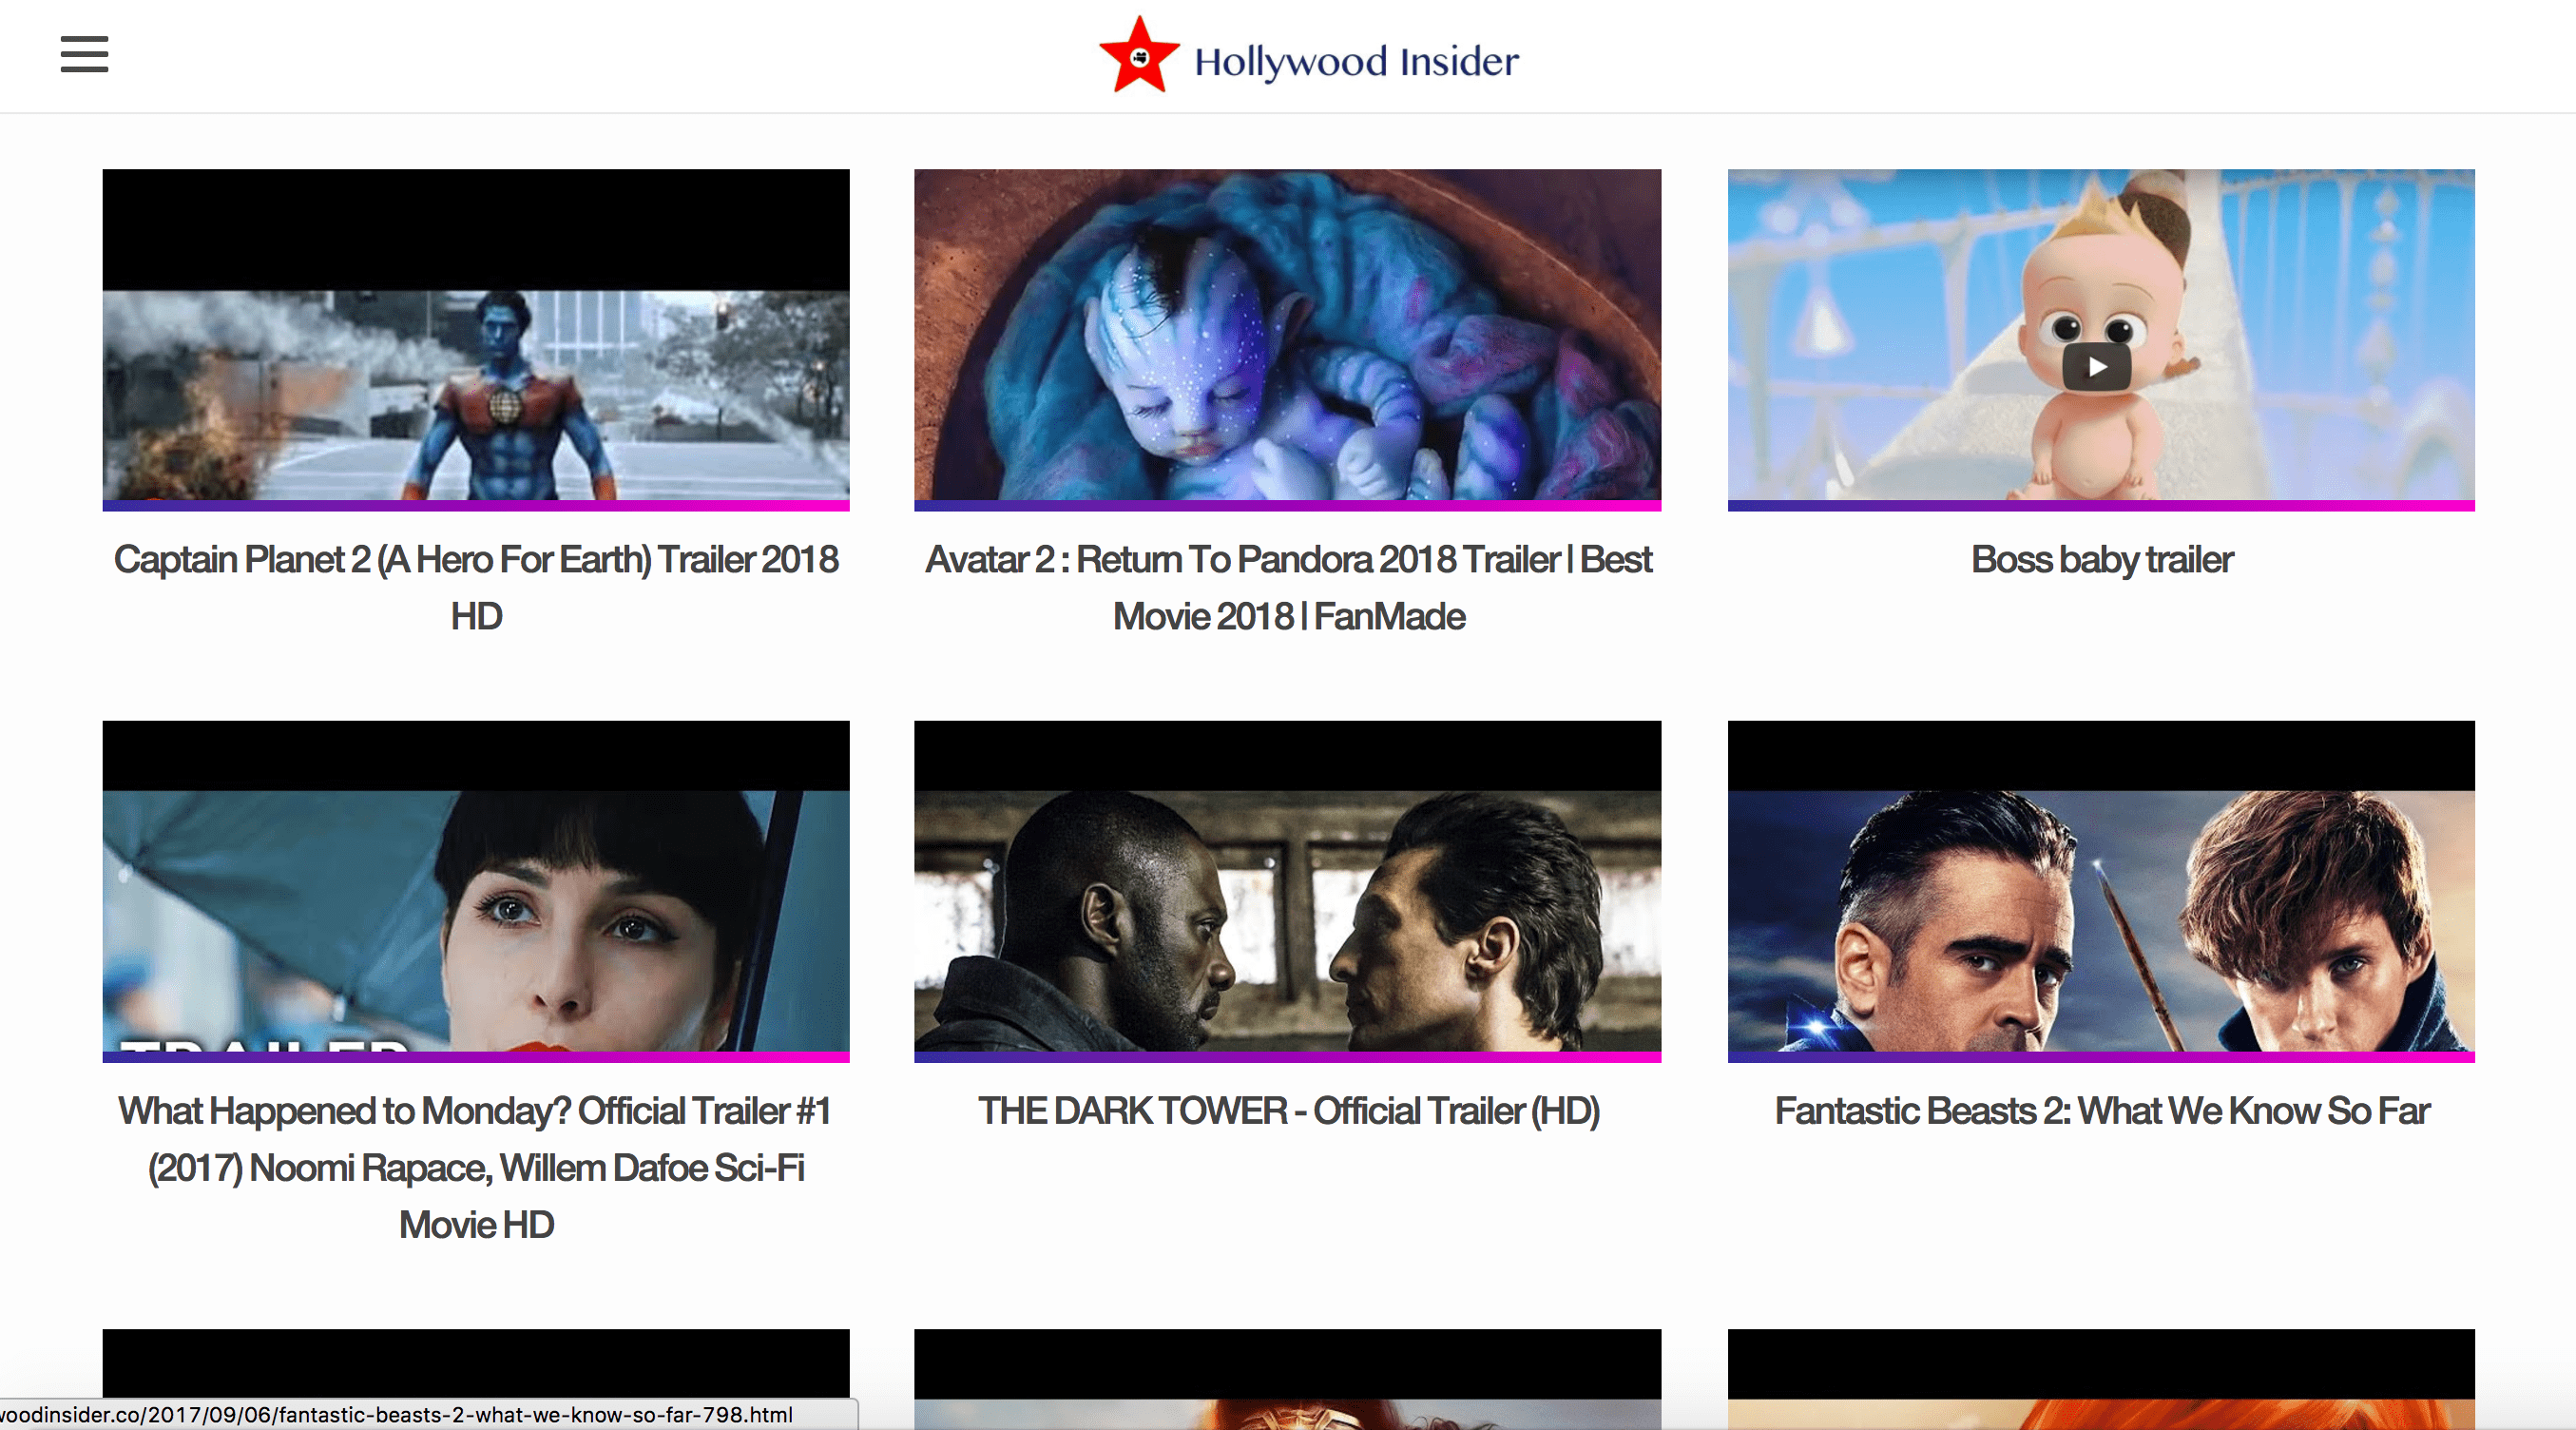 Hollywood Insider
Captain Planet 2 (A Hero For Earth) Trailer 2018
HD
Avatar 2 : Return To Pandora 2018 Trailer | Best
Movie 2018 | FanMade
Boss baby trailer
TRAILER
What Happened to Monday? Official Trailer #1
(2017) Noomi Rapace, Willem Dafoe Sci-Fi
Movie HD
THE DARK TOWER - Official Trailer (HD)
Fantastic Beasts 2: What We Know So Far
woodinsider.co/2017/09/06/fantastic-beasts-2-what-we-know-so-far-798.html